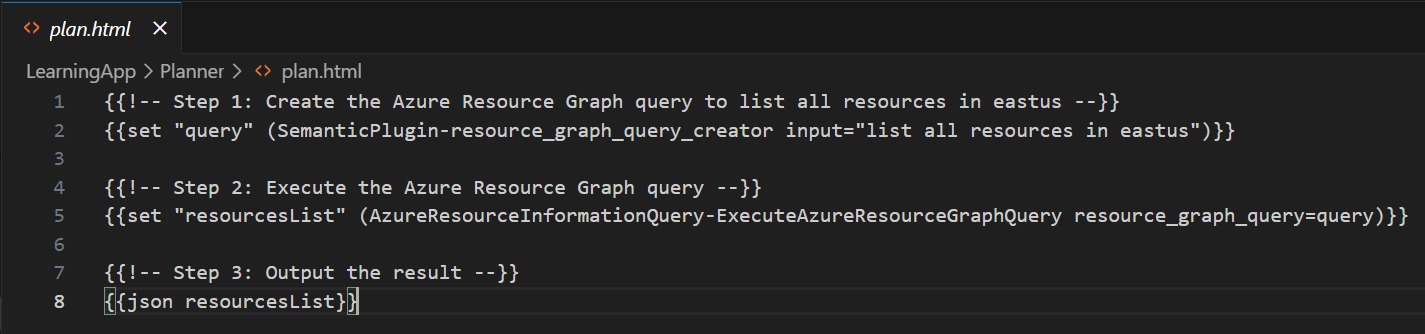 plan.html
LearningApp > Planner > plan.html
1 {{!-- Step 1: Create the Azure Resource Graph query to list all resources in eastus --}}
2 {{set "query" (SemanticPlugin-resource_graph_query_creator input="list all resources in eastus")}}
3
4 {{!-- Step 2: Execute the Azure Resource Graph query --}}
5 {{set "resourcesList" (AzureResourceInformationQuery-ExecuteAzureResourceGraphQuery resource_graph_query=query)}}
6
7 {{!-- Step 3: Output the result --}}
8 {{json resourcesList}}